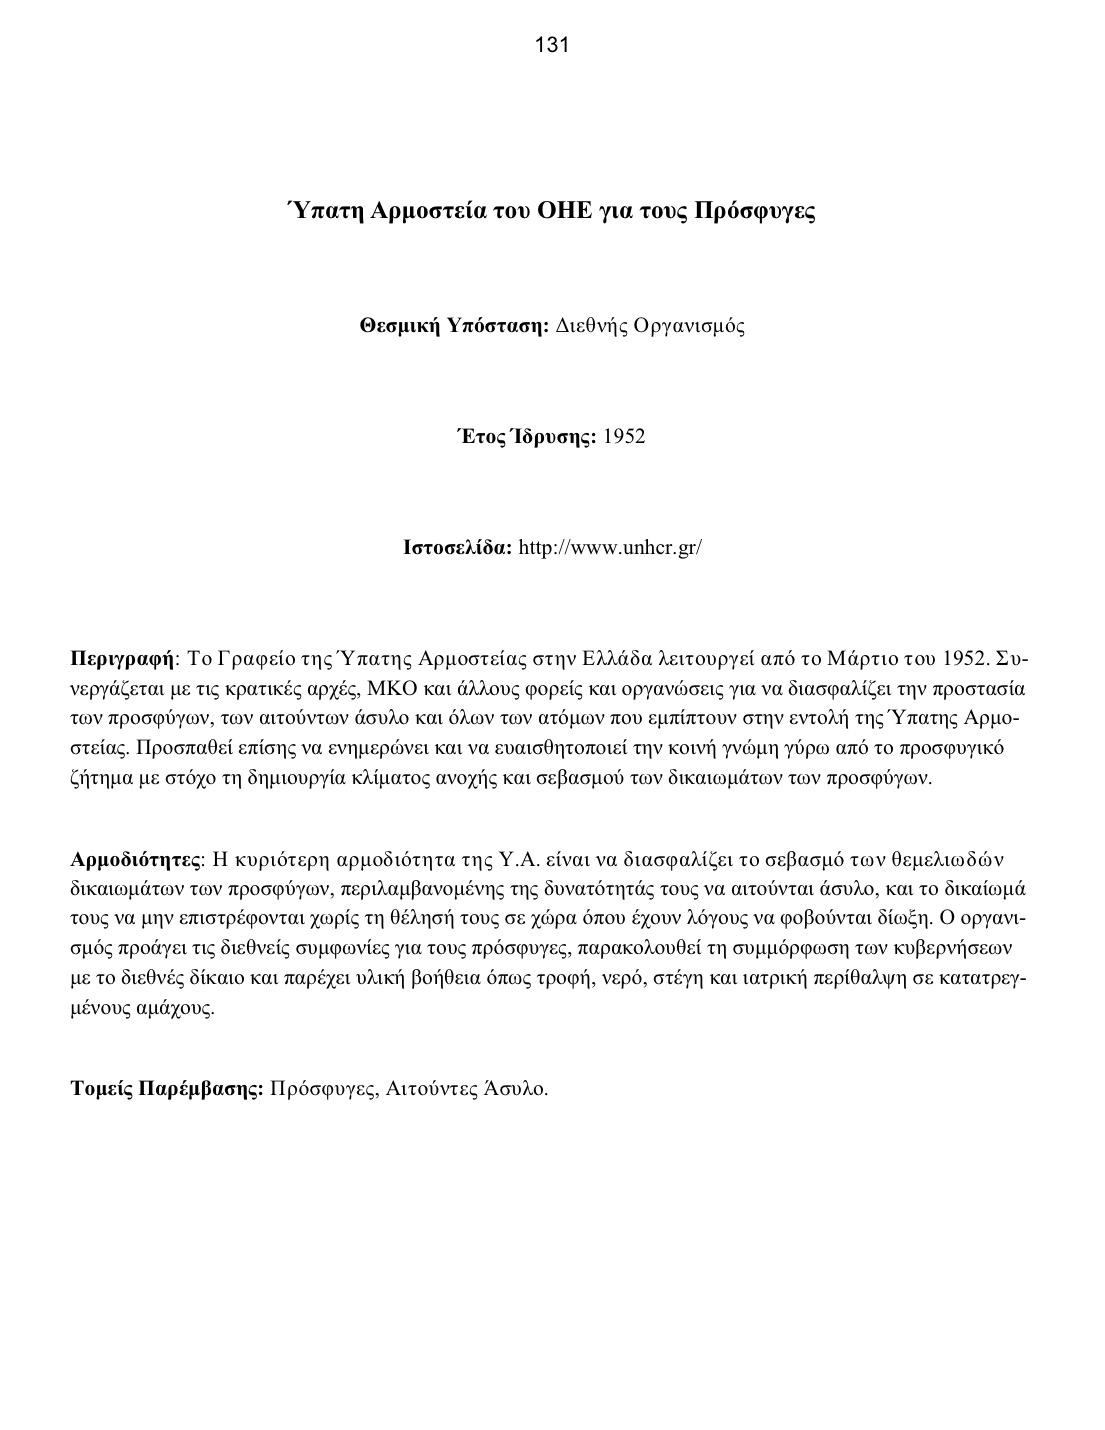 131
Ύπατη Αρμοστεία του ΟΗΕ για τους Πρόσφυγες
Θεσμική Υπόσταση: Διεθνής Οργανισμός
Έτος Ίδρυσης: 1952
Ιστοσελίδα: http://www.unhcr.gr/
Περιγραφή: Το Γραφείο της Ύπατης Αρμοστείας στην Ελλάδα λειτουργεί από το Μάρτιο του 1952. Συ-
νεργάζεται με τις κρατικές αρχές, ΜΚΟ και άλλους φορείς και οργανώσεις για να διασφαλίζει την προστασία
των προσφύγων, των αιτούντων άσυλο και όλων των ατόμων που εμπίπτουν στην εντολή της Ύπατης Αρμο-
στείας. Προσπαθεί επίσης να ενημερώνει και να ευαισθητοποιεί την κοινή γνώμη γύρω από το προσφυγικό
ζήτημα με στόχο τη δημιουργία κλίματος ανοχής και σεβασμού των δικαιωμάτων των προσφύγων.
Αρμοδιότητες: Η κυριότερη αρμοδιότητα της Υ.Α. είναι να διασφαλίζει το σεβασμό των θεμελιωδών
δικαιωμάτων των προσφύγων, περιλαμβανομένης της δυνατότητάς τους να αιτούνται άσυλο, και το δικαίωμά
τους να μην επιστρέφονται χωρίς τη θέλησή τους σε χώρα όπου έχουν λόγους να φοβούνται δίωξη. Ο οργανι-
σμός προάγει τις διεθνείς συμφωνίες για τους πρόσφυγες, παρακολουθεί τη συμμόρφωση των κυβερνήσεων
με το διεθνές δίκαιο και παρέχει υλική βοήθεια όπως τροφή, νερό, στέγη και ιατρική περίθαλψη σε κατατρεγ-
μένους αμάχους.
Τομείς Παρέμβασης: Πρόσφυγες, Αιτούντες Άσυλο.